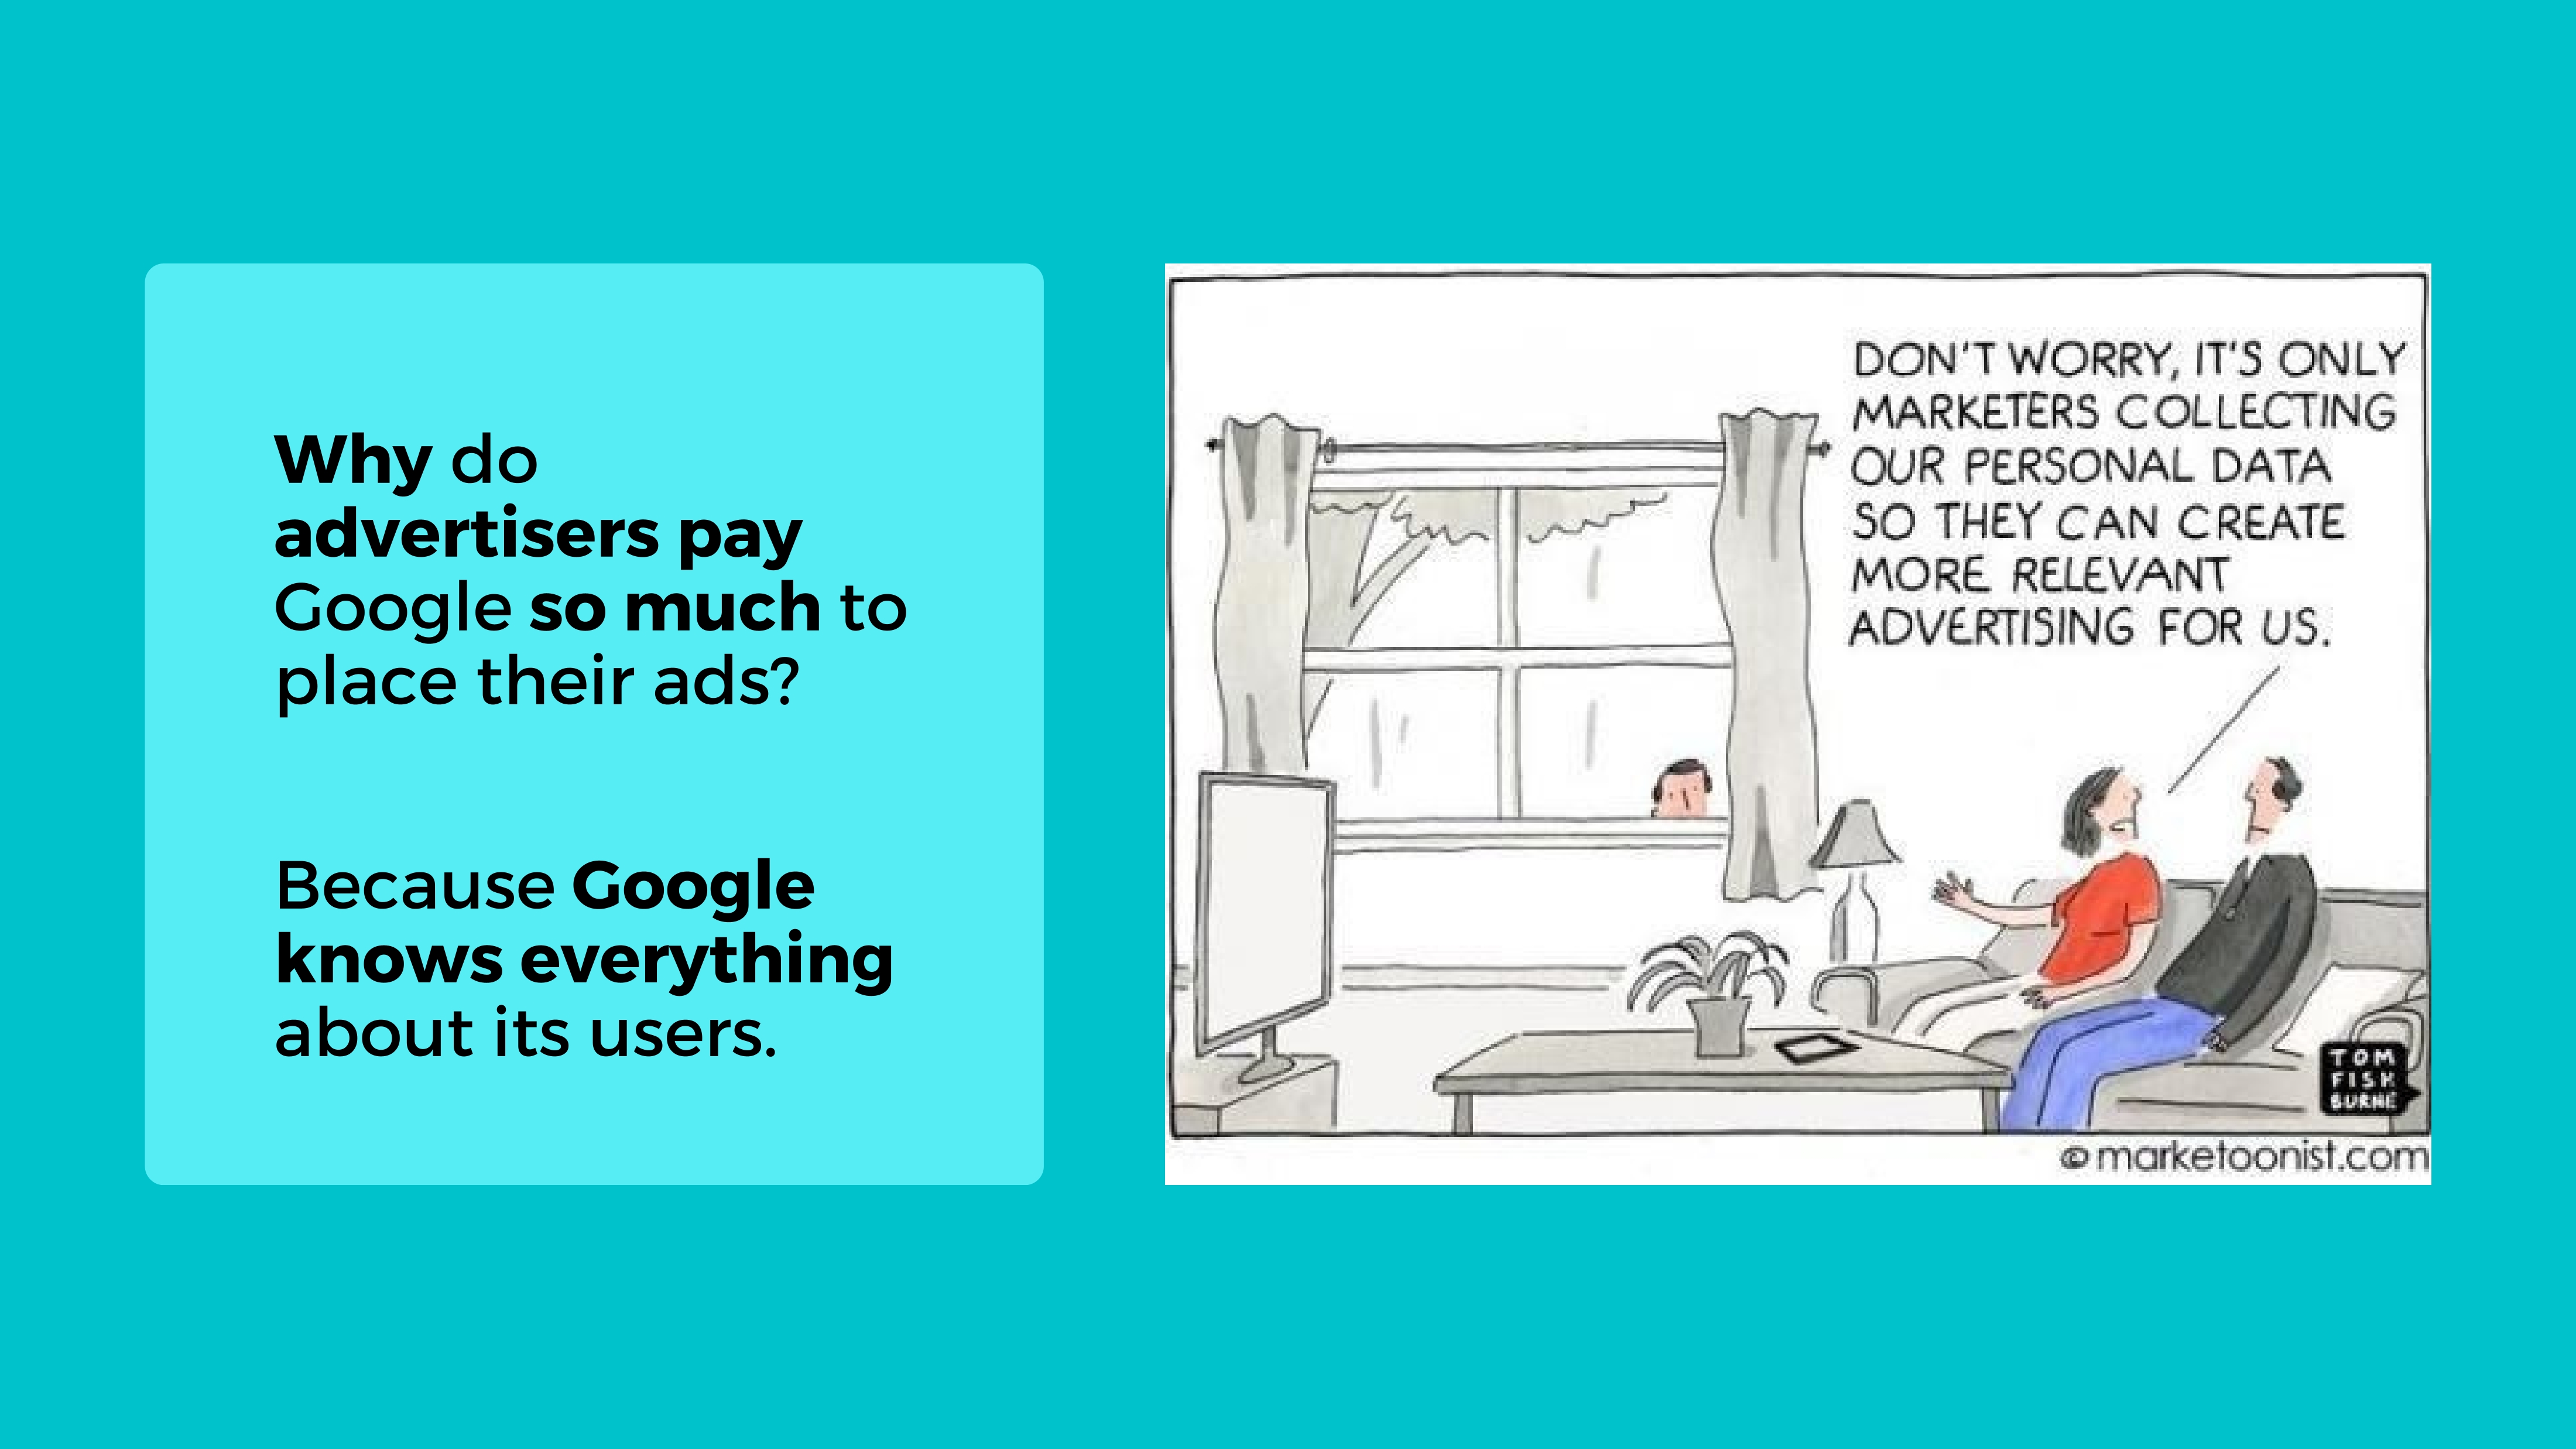 Why do
advertisers pay
Google so much to
place their ads?
Because Google
knows everything
about its users.
DON'T WORRY, IT'S ONLY
MARKETERS COLLECTING
OUR PERSONAL DATA
SO THEY CAN CREATE
MORE RELEVANT
ADVERTISING FOR US.
TOM
FISH
BURNE
© marketoonist.com